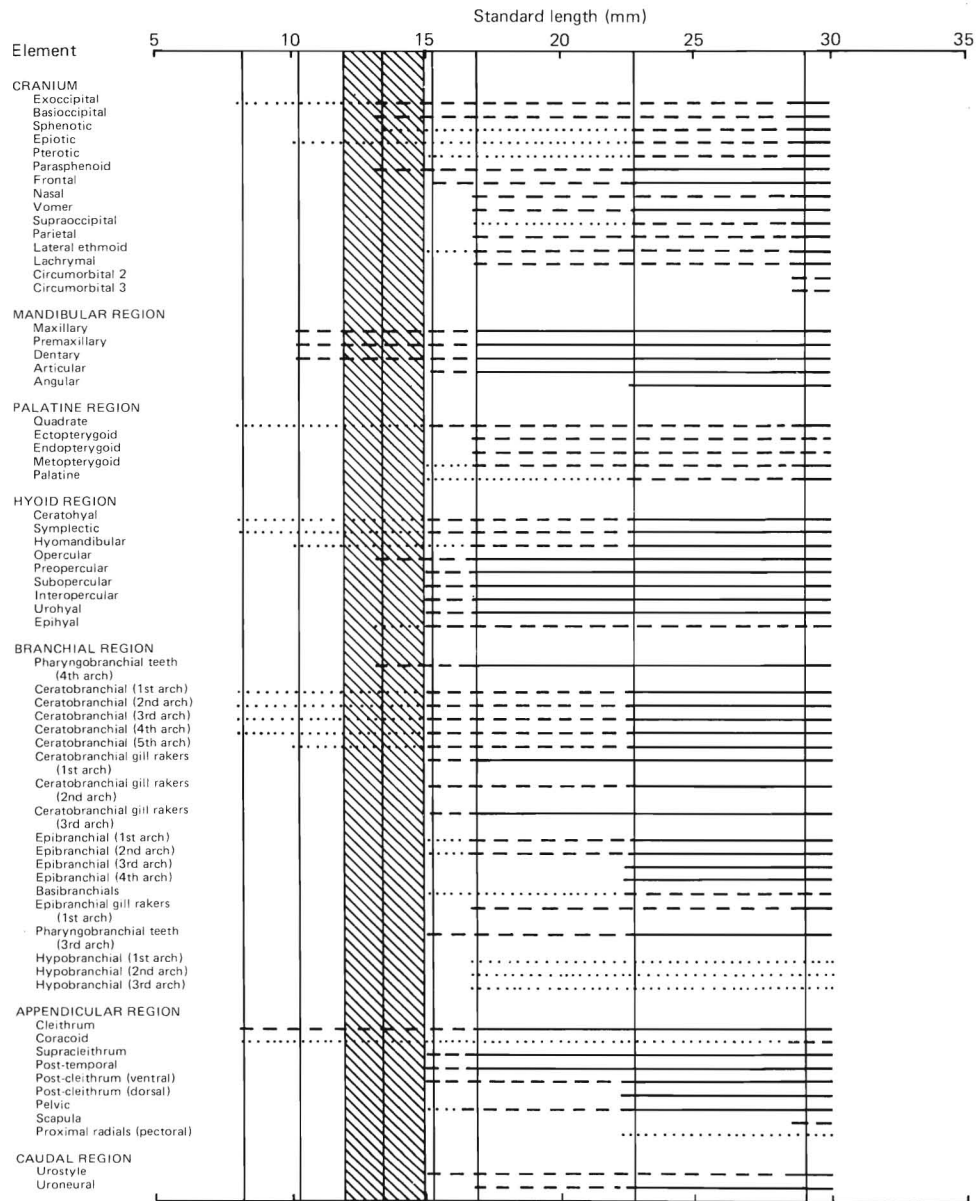 Standard length (mm)
Element 5 10 15 20 25 30 35
CRANIUM
Exoccipital
Basioccipital
Sphenotic
Epiotic
Pterotic
Parasphenoid
Frontal
Nasal
Vomer
Supraoccipital
Parietal
Lateral ethmoid
Lachrymal
Circumorbital 2
Circumorbital 3
MANDIBULAR REGION
Maxillary
Premaxillary
Dentary
Articular
Angular
PALATINE REGION
Quadrate
Ectopterygoid
Endopterygoid
Metopterygoid
Palatine
HYOID REGION
Ceratohyal
Symplectic
Hyomandibular
Opercular
Preopercular
Subopercular
Interopercular
Urohyal
Epihyal
BRANCHIAL REGION
Pharyngobranchial teeth
(4th arch)
Ceratobranchial (1st arch)
Ceratobranchial (2nd arch)
Ceratobranchial (3rd arch)
Ceratobranchial (4th arch)
Ceratobranchial (5th arch)
Ceratobranchial gill rakers
(1st arch)
Ceratobranchial gill rakers
(2nd arch)
Ceratobranchial gill rakers
(3rd arch)
Epibranchial (1st arch)
Epibranchial (2nd arch)
Epibranchial (3rd arch)
Epibranchial (4th arch)
Basibranchials
Epibranchial gill rakers
(1st arch)
Pharyngobranchial teeth
(3rd arch)
Hypobranchial (1st arch)
Hypobranchial (2nd arch)
Hypobranchial (3rd arch)
APPENDICULAR REGION
Cleithrum
Coracoid
Supracleithrum
Post-temporal
Post-cleithrum (ventral)
Post-cleithrum (dorsal)
Pelvic
Scapula
Proximal radials (pectoral)
CAUDAL REGION
Urostyle
Uroneural